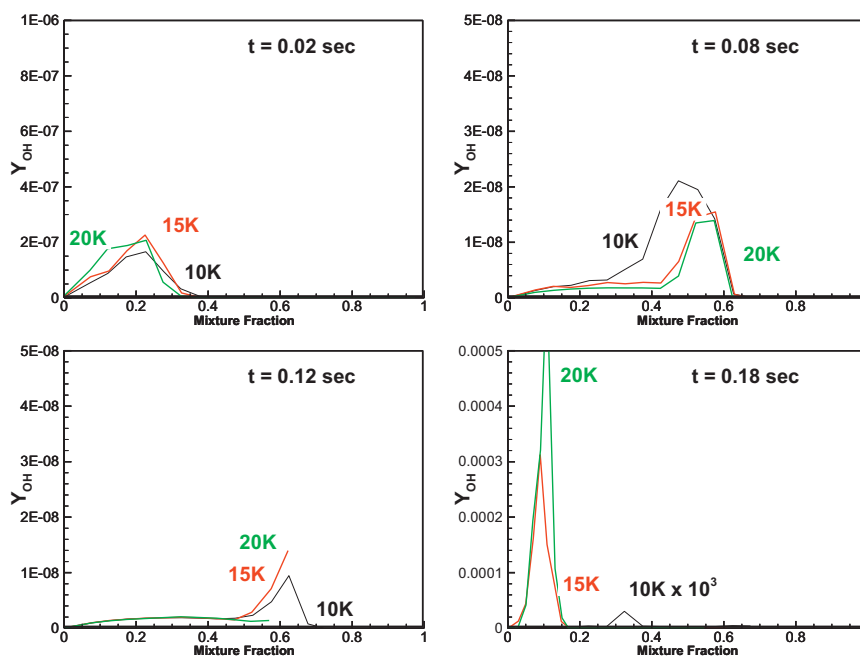 1E-06
8E-07
6E-07
4E-07
2E-07
0
Y_OH
t = 0.02 sec
20K
15K
10K
0 0.2 0.4 0.6 0.8 1
Mixture Fraction
5E-08
4E-08
3E-08
2E-08
1E-08
0
Y_OH
t = 0.08 sec
15K
10K
20K
0 0.2 0.4 0.6 0.8
Mixture Fraction
5E-08
4E-08
3E-08
2E-08
1E-08
0
Y_OH
t = 0.12 sec
20K
15K
10K
0 0.2 0.4 0.6 0.8 1
Mixture Fraction
0.0005
0.0004
0.0003
0.0002
0.0001
0
Y_OH
t = 0.18 sec
20K
15K
10K x 10³
0 0.2 0.4 0.6 0.8
Mixture Fraction